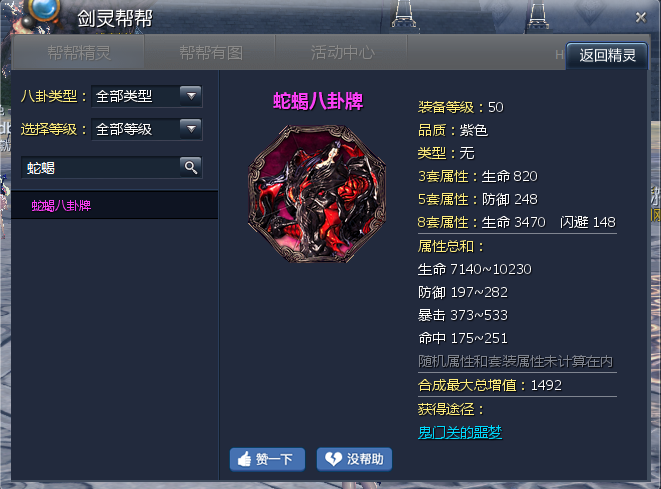 剑灵帮帮
帮帮精灵 帮帮有图 活动中心 H 返回精灵
八卦类型： 全部类型
选择等级： 全部等级
蛇蝎
蛇蝎八卦牌
蛇蝎八卦牌
装备等级：50
品质：紫色
类型：无
3套属性：生命 820
5套属性：防御 248
8套属性：生命 3470 闪避 148
属性总和：
生命 7140~10230
防御 197~282
暴击 373~533
命中 175~251
随机属性和套装属性未计算在内
合成最大总增值：1492
获得途径：
鬼门关的噩梦
赞一下 没帮助